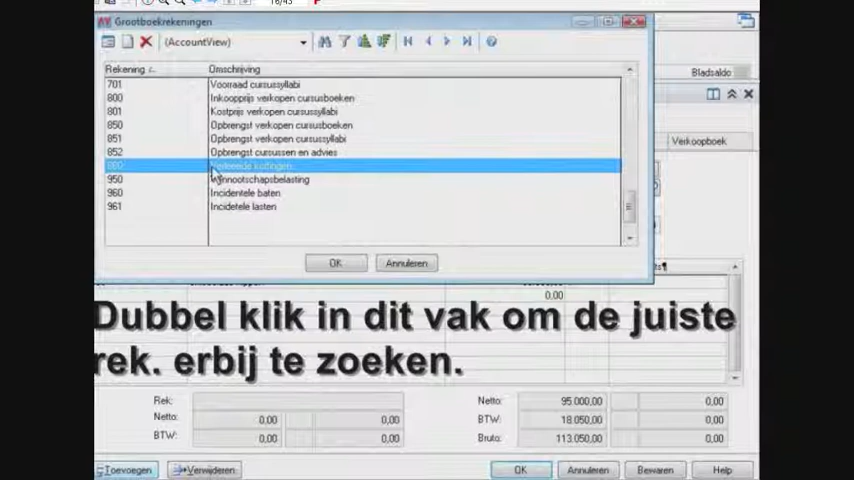 16/43
Grootboekrekeningen
(AccountView)
Bladsaldo
Rekening
Omschrijving
701 Voorraad cursussyllabi
800 Inkoopprijs verkopen cursusboeken
801 Kostprijs verkopen cursussyllabi
850 Opbrengst verkopen cursusboeken
Verkoopboek
851 Opbrengst verkopen cursussyllabi
852 Opbrengst cursussen en advies
880 Verleende kortingen
950 Vennootschapsbelasting
960 Incidentele baten
961 Incidetele lasten
OK
Annuleren
0,00
Dubbel klik in dit vak om de juiste
rek. erbij te zoeken.
Rek:
Netto: 95 000,00 0,00
Netto: 0,00 0,00
BTW: 18.050,00 0,00
BTW: 0,00 0,00
Bruto: 113.050,00 0,00
Toevoegen
Verwijderen
OK
Annuleren
Bewaren
Help